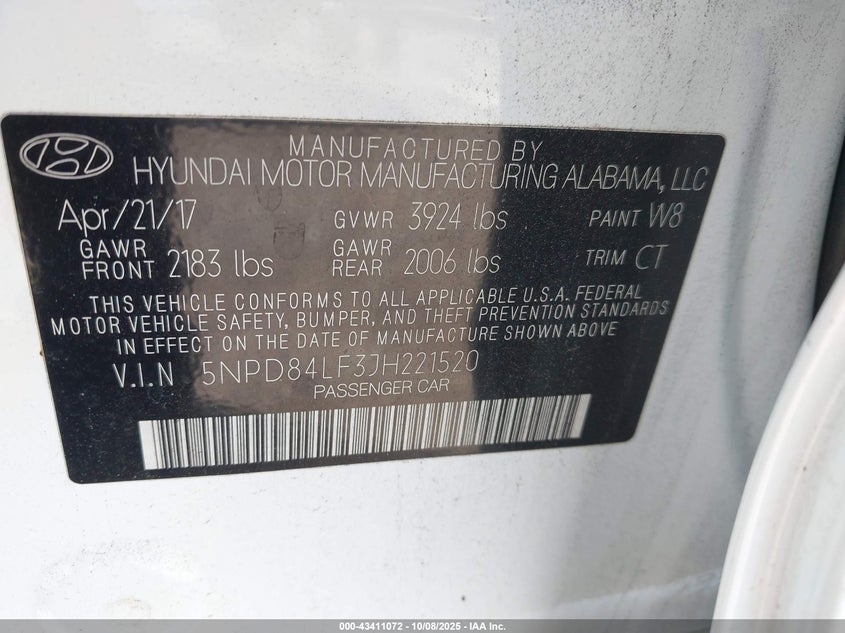 MANUFACTURED BY
HYUNDAI MOTOR MANUFACTURING ALABAMA, LLC
Apr/21/17 GVWR 3924 lbs PAINT W8
GAWR FRONT 2183 lbs GAWR REAR 2006 lbs TRIM CT
THIS VEHICLE CONFORMS TO ALL APPLICABLE U.S.A. FEDERAL
MOTOR VEHICLE SAFETY, BUMPER, AND THEFT PREVENTION STANDARDS
IN EFFECT ON THE DATE OF MANUFACTURE SHOWN ABOVE
V.I.N 5NPD84LF3JH221520
PASSENGER CAR
000-43411072 - 10/08/2025 - IAA Inc.